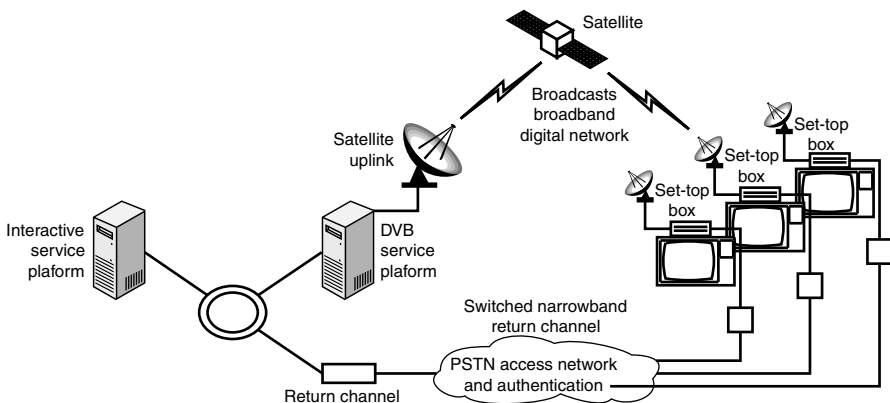 Satellite
Broadcasts
broadband
digital network
Satellite
uplink
Set-top
box
Set-top
box
Set-top
box
Interactive
service
plaform
DVB
service
plaform
Switched narrowband
return channel
PSTN access network
and authentication
Return channel